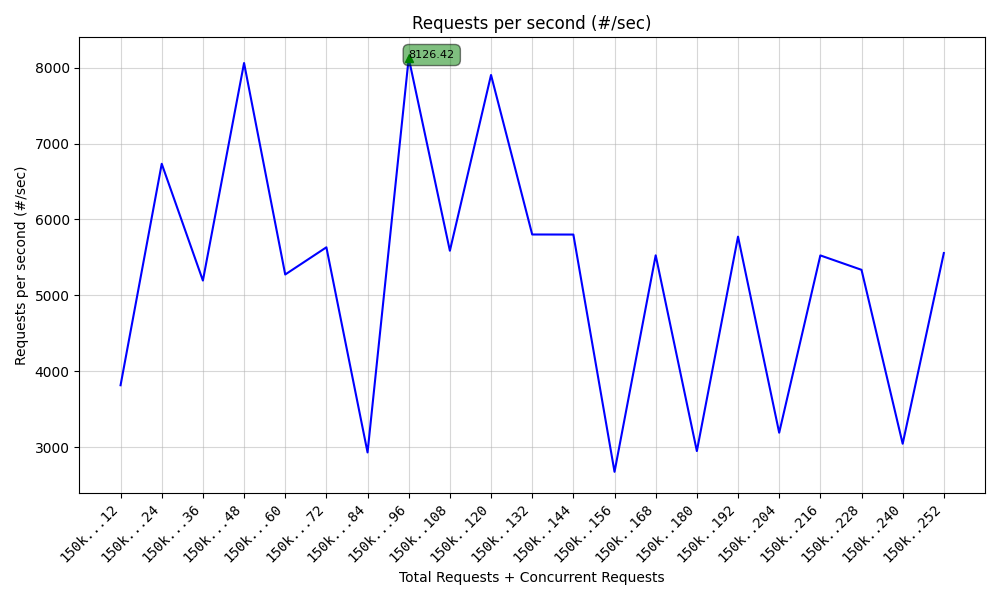 Requests per second (#/sec)
8126.42
8000
7000
6000
5000
4000
3000
Requests per second (#/sec)
150k...12
150k...24
150k...36
150k...48
150k...60
150k...72
150k...84
150k...96
150k..108
150k..120
150k..132
150k..144
150k..156
150k..168
150k..180
150k..192
150k..204
150k..216
150k..228
150k..240
150k..252
Total Requests + Concurrent Requests